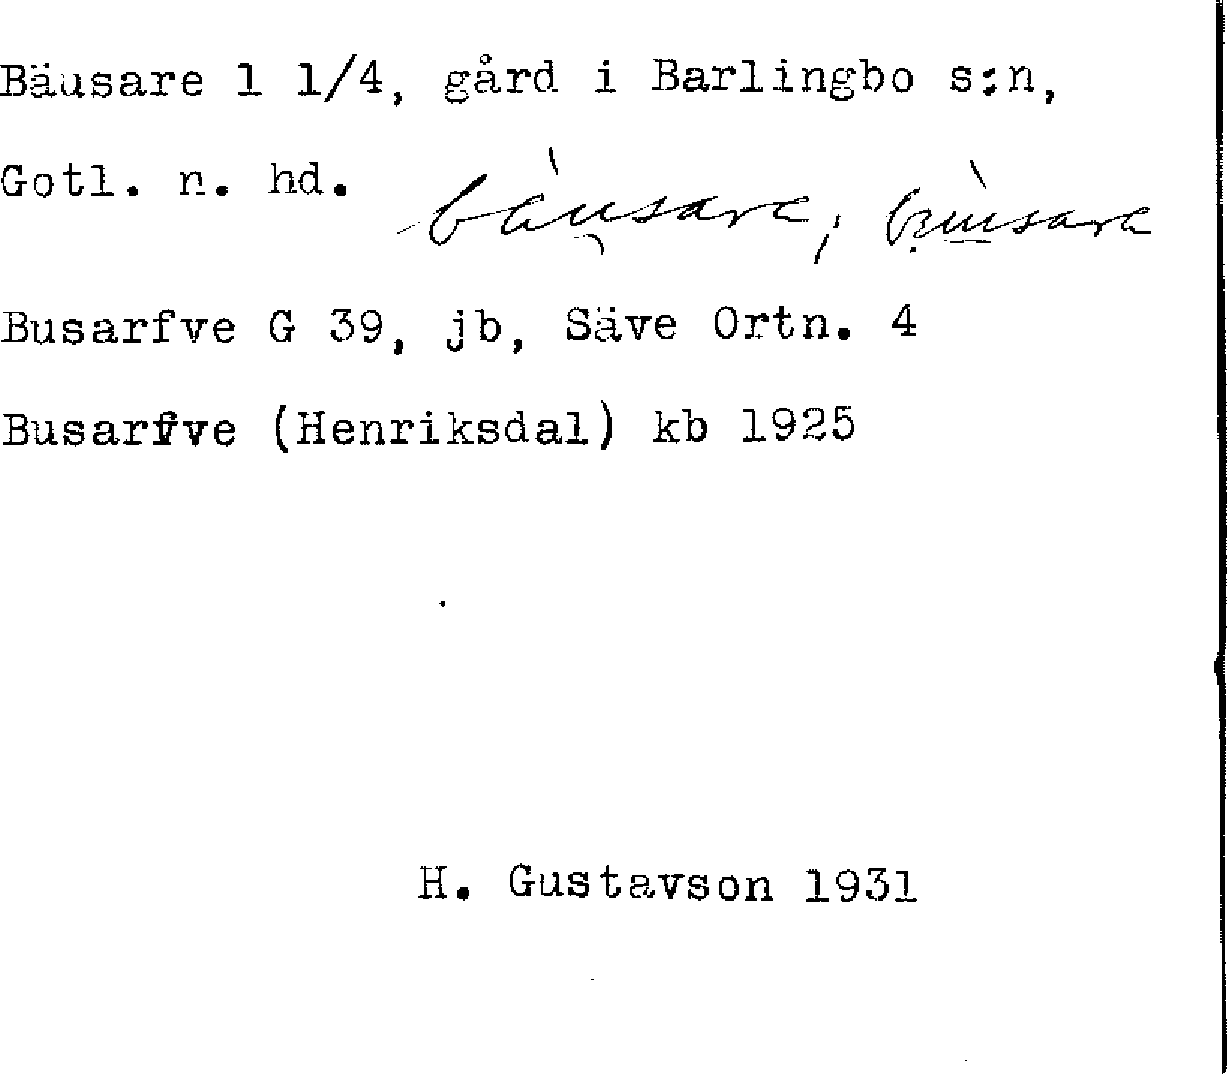 Bäusare 1 1/4, gård i Barlingbo s:n,
Gotl. n. hd.
Busarfve G 39, jb, Säve Ortn. 4
Busarfve (Henriksdal) kb 1925
H. Gustavson 1931